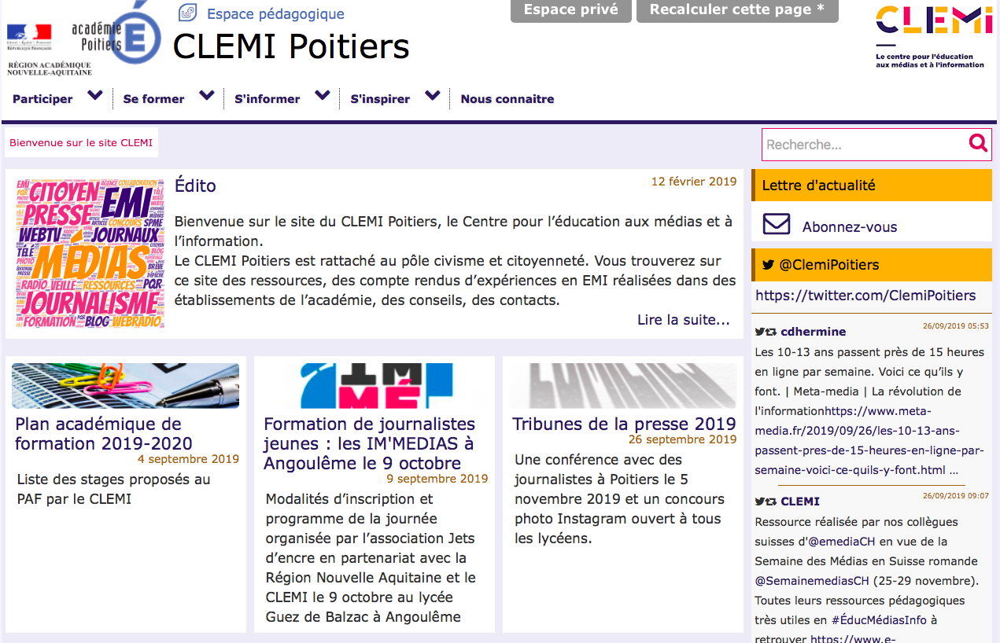 Espace pédagogique
Espace privé
Recalculer cette page *
académie
Poitiers
É
RÉPUBLIQUE FRANÇAISE
RÉGION ACADÉMIQUE
NOUVELLE-AQUITAINE
CLEMI Poitiers
CLEMi
Le centre pour l'éducation
aux médias et à l'information
Participer
Se former
S'informer
S'inspirer
Nous connaitre
Bienvenue sur le site CLEMI
Recherche...
CITOYEN
EMI
PRESSE
WEBTV
JOURNAUX
MÉDIAS
RADIO VEILLE RESSOURCES PQR
JOURNALISME
FORMATION BLOG WEBRADIO
Édito
12 février 2019
Bienvenue sur le site du CLEMI Poitiers, le Centre pour l’éducation aux médias et à
l’information.
Le CLEMI Poitiers est rattaché au pôle civisme et citoyenneté. Vous trouverez sur
ce site des ressources, des compte rendus d’expériences en EMI réalisées dans des
établissements de l’académie, des conseils, des contacts.
Lire la suite...
Plan académique de
formation 2019-2020
4 septembre 2019
Liste des stages proposés au
PAF par le CLEMI
Formation de journalistes
jeunes : les IM'MEDIAS à
Angoulême le 9 octobre
9 septembre 2019
Modalités d’inscription et
programme de la journée
organisée par l’association Jets
d’encre en partenariat avec la
Région Nouvelle Aquitaine et le
CLEMI le 9 octobre au lycée
Guez de Balzac à Angoulême
Tribunes de la presse 2019
26 septembre 2019
Une conférence avec des
journalistes à Poitiers le 5
novembre 2019 et un concours
photo Instagram ouvert à tous
les lycéens.
Lettre d'actualité
Abonnez-vous
@ClemiPoitiers
https://twitter.com/ClemiPoitiers
26/09/2019 05:53
cdhermine
Les 10-13 ans passent près de 15 heures
en ligne par semaine. Voici ce qu’ils y
font. | Meta-media | La révolution de
l'informationhttps://www.meta-
media.fr/2019/09/26/les-10-13-ans-
passent-pres-de-15-heures-en-ligne-par-
semaine-voici-ce-quils-y-font.html ...
26/09/2019 09:07
CLEMI
Ressource réalisée par nos collègues
suisses d'@emediaCH en vue de la
Semaine des Médias en Suisse romande
@SemainemediasCH (25-29 novembre).
Toutes leurs ressources pédagogiques
très utiles en #ÉducMédiasInfo à
retrouver https://www.e-